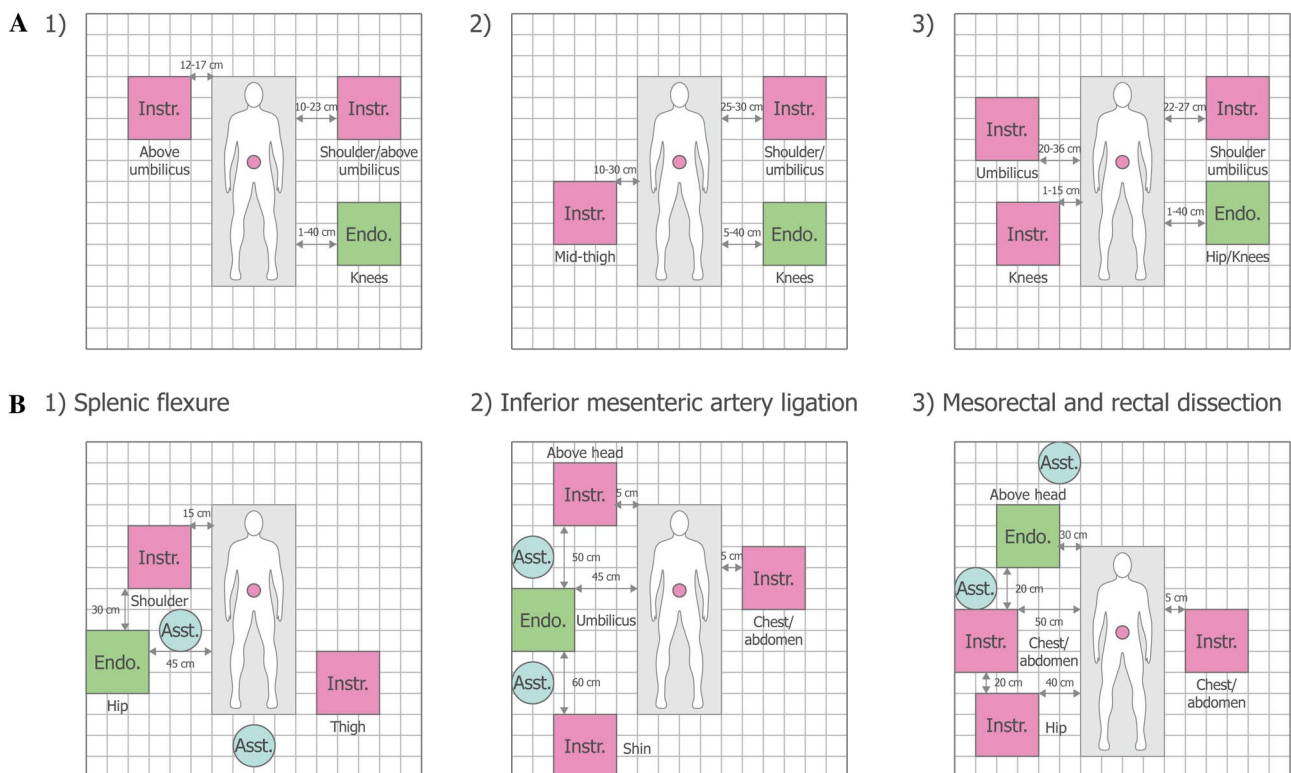 A 1)
2)
3)
12-17 cm
Instr.
10-23 cm
Instr.
Above
umbilicus
Shoulder/above
umbilicus
1-40 cm
Endo.
Knees
25-30 cm
Instr.
Shoulder/
umbilicus
10-30 cm
Instr.
Mid-thigh
5-40 cm
Endo.
Knees
22-27 cm
Instr.
Instr.
20-36 cm
Umbilicus
Shoulder
umbilicus
1-15 cm
Instr.
Knees
1-40 cm
Endo.
Hip/Knees
B 1) Splenic flexure
2) Inferior mesenteric artery ligation
3) Mesorectal and rectal dissection
15 cm
Instr.
Shoulder
30 cm
Asst.
Endo.
45 cm
Hip
Instr.
Thigh
Asst.
Above head
Instr.
5 cm
Asst.
50 cm
45 cm
5 cm
Instr.
Chest/
abdomen
Endo.
Umbilicus
Asst.
60 cm
Instr.
Shin
Asst.
Above head
Endo.
30 cm
Asst.
20 cm
50 cm
Instr.
Chest/
abdomen
5 cm
Instr.
Chest/
abdomen
20 cm
40 cm
Instr.
Hip